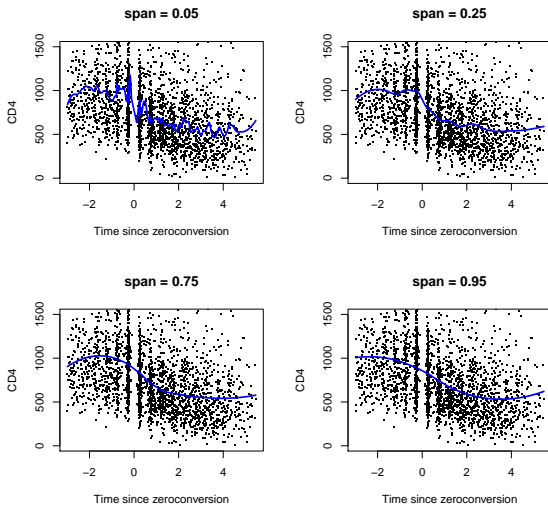 span = 0.05
CD4
0 500 1000 1500
−2 0 2 4
Time since zeroconversion
span = 0.25
CD4
0 500 1000 1500
−2 0 2 4
Time since zeroconversion
span = 0.75
CD4
0 500 1000 1500
−2 0 2 4
Time since zeroconversion
span = 0.95
CD4
0 500 1000 1500
−2 0 2 4
Time since zeroconversion